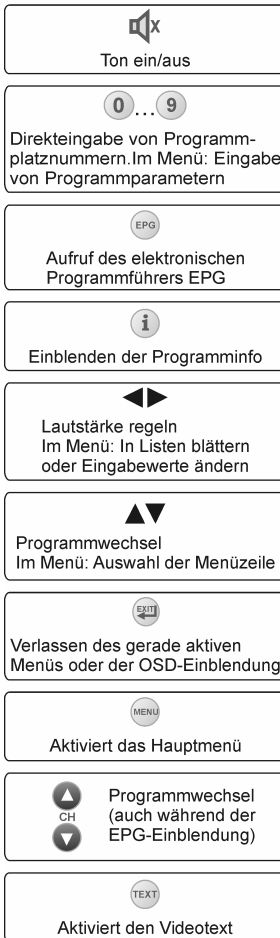 x
Ton ein/aus
0...9
Direkteingabe von Programm-
platznummern.Im Menü: Eingabe
von Programmparametern
EPG
Aufruf des elektronischen
Programmführers EPG
i
Einblenden der Programminfo
Lautstärke regeln
Im Menü: In Listen blättern
oder Eingabewerte ändern
Programmwechsel
Im Menü: Auswahl der Menüzeile
EXIT
Verlassen des gerade aktiven
Menüs oder der OSD-Einblendung
MENU
Aktiviert das Hauptmenü
CH
Programmwechsel
(auch während der
EPG-Einblendung)
TEXT
Aktiviert den Videotext